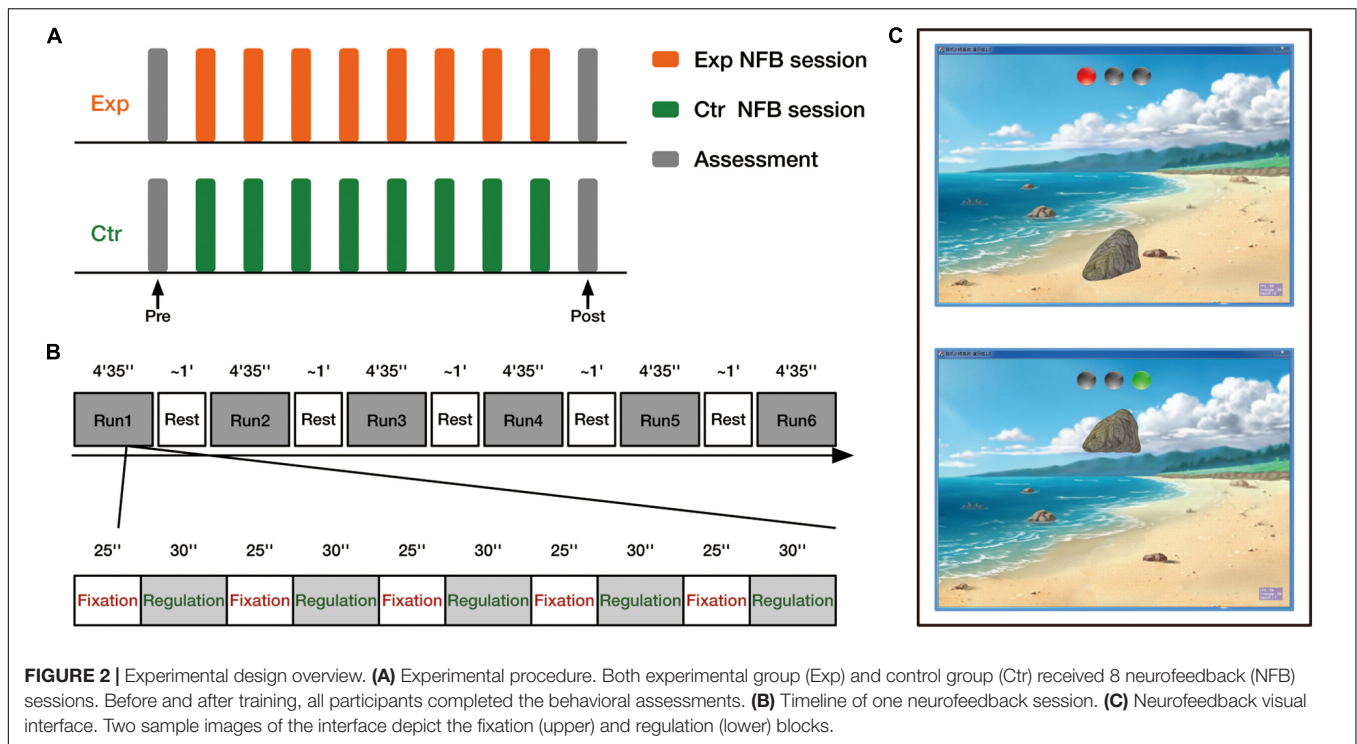 A
Exp
Exp NFB session
Ctr NFB session
Assessment
Ctr
Pre
Post
B
4'35'' ~1' 4'35'' ~1' 4'35'' ~1' 4'35'' ~1' 4'35'' ~1' 4'35''
Run1 Rest Run2 Rest Run3 Rest Run4 Rest Run5 Rest Run6
25'' 30'' 25'' 30'' 25'' 30'' 25'' 30'' 25'' 30''
Fixation Regulation Fixation Regulation Fixation Regulation Fixation Regulation Fixation Regulation
C
FIGURE 2 | Experimental design overview. (A) Experimental procedure. Both experimental group (Exp) and control group (Ctr) received 8 neurofeedback (NFB)
sessions. Before and after training, all participants completed the behavioral assessments. (B) Timeline of one neurofeedback session. (C) Neurofeedback visual
interface. Two sample images of the interface depict the fixation (upper) and regulation (lower) blocks.